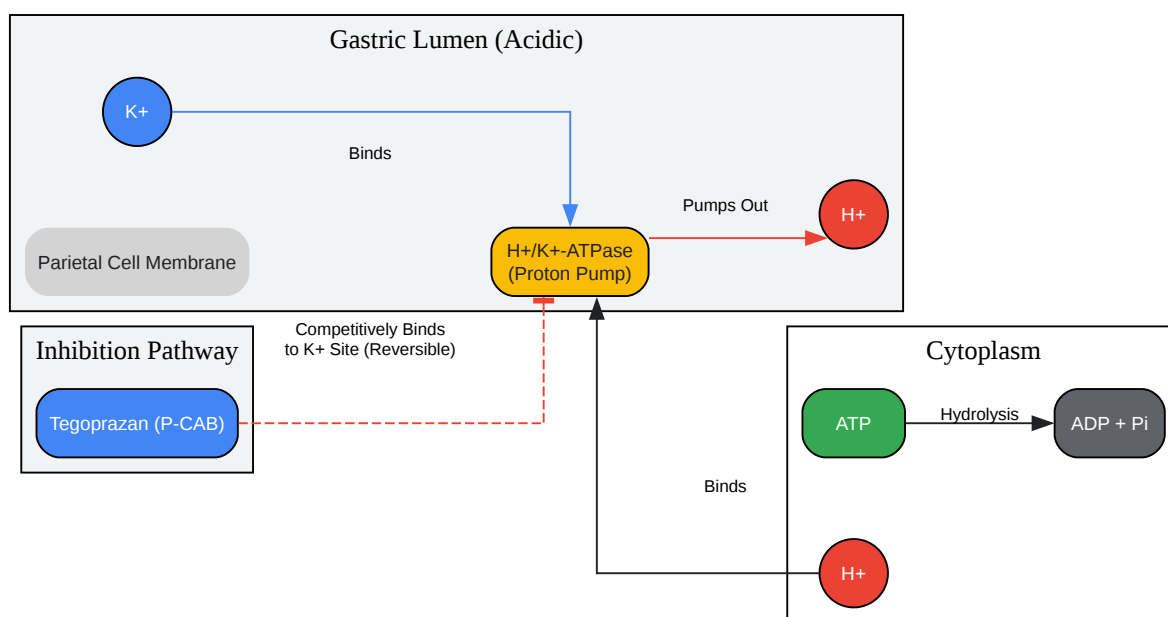 Gastric Lumen (Acidic)
K+
Binds
Pumps Out
H+
H+/K+-ATPase
(Proton Pump)
Parietal Cell Membrane
Competitively Binds
to K+ Site (Reversible)
Inhibition Pathway
Tegoprazan (P-CAB)
Cytoplasm
ATP
Hydrolysis
ADP + Pi
Binds
H+